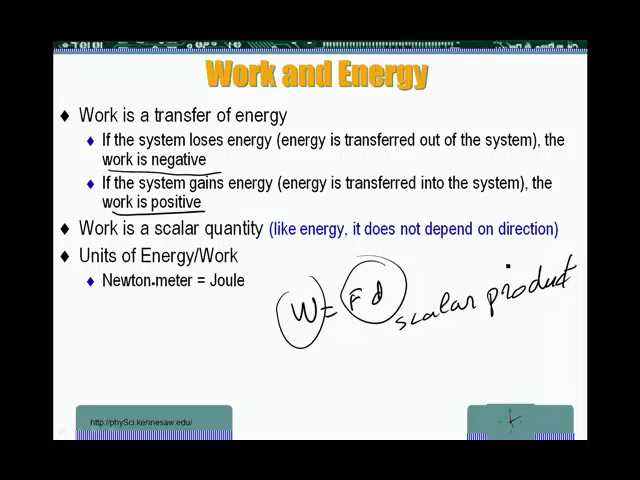 Work and Energy
♦ Work is a transfer of energy
♦ If the system loses energy (energy is transferred out of the system), the
work is negative
♦ If the system gains energy (energy is transferred into the system), the
work is positive
♦ Work is a scalar quantity (like energy, it does not depend on direction)
♦ Units of Energy/Work
♦ Newton·meter = Joule
W = Fd
scalar product
http://phySci.kennesaw.edu/